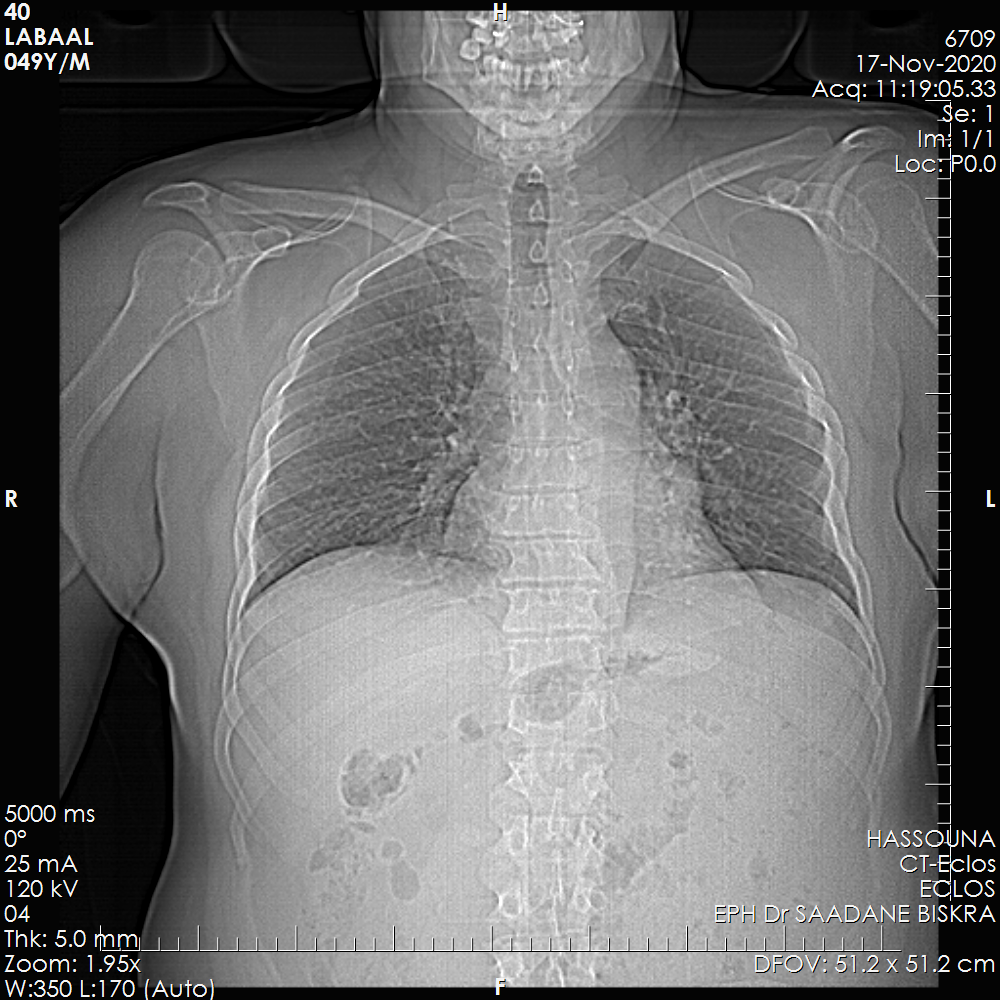 40
LABAAL
049Y/M
H
6709
17-Nov-2020
Acq: 11:19:05.33
Se: 1
Im: 1/1
Loc: P0.0
R
L
5000 ms
0°
25 mA
120 kV
04
Thk: 5.0 mm
Zoom: 1.95x
W:350 L:170 (Auto)
F
HASSOUNA
CT-Eclos
ECLOS
EPH Dr SAADANE BISKRA
DFOV: 51.2 x 51.2 cm